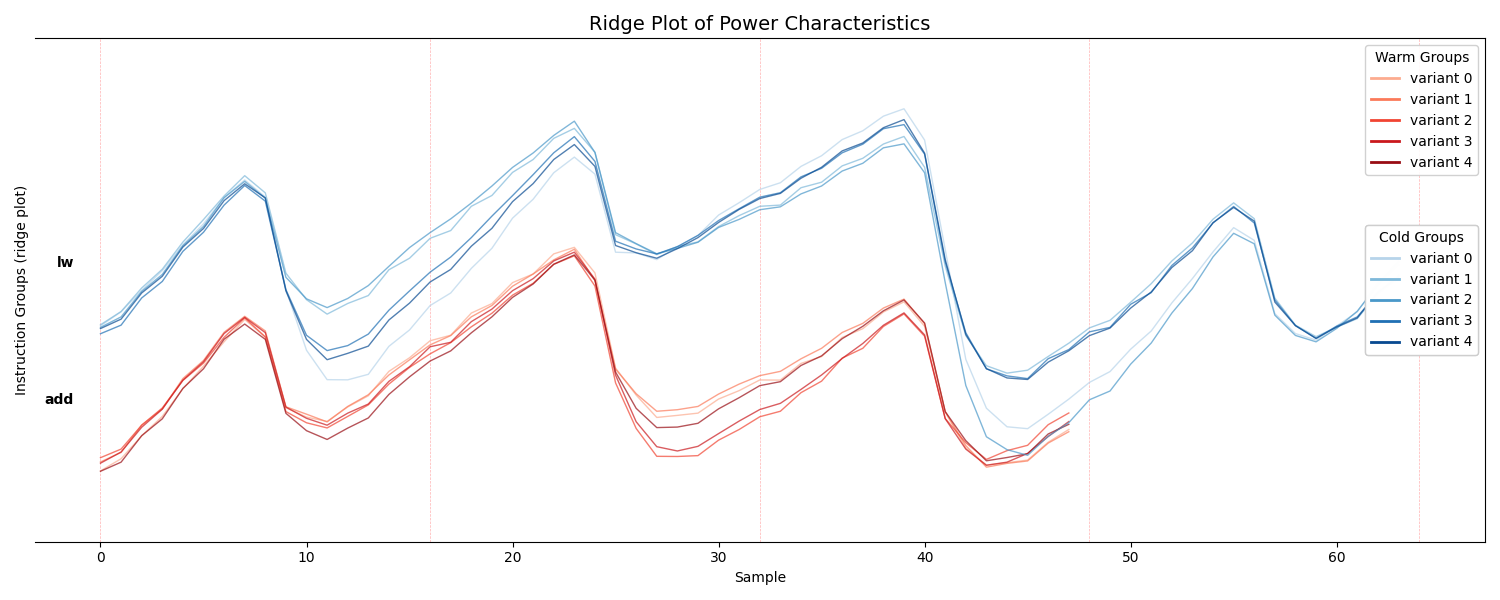 Ridge Plot of Power Characteristics
Instruction Groups (ridge plot)
lw
add
Warm Groups
variant 0
variant 1
variant 2
variant 3
variant 4
Cold Groups
variant 0
variant 1
variant 2
variant 3
variant 4
0 10 20 30 40 50 60
Sample